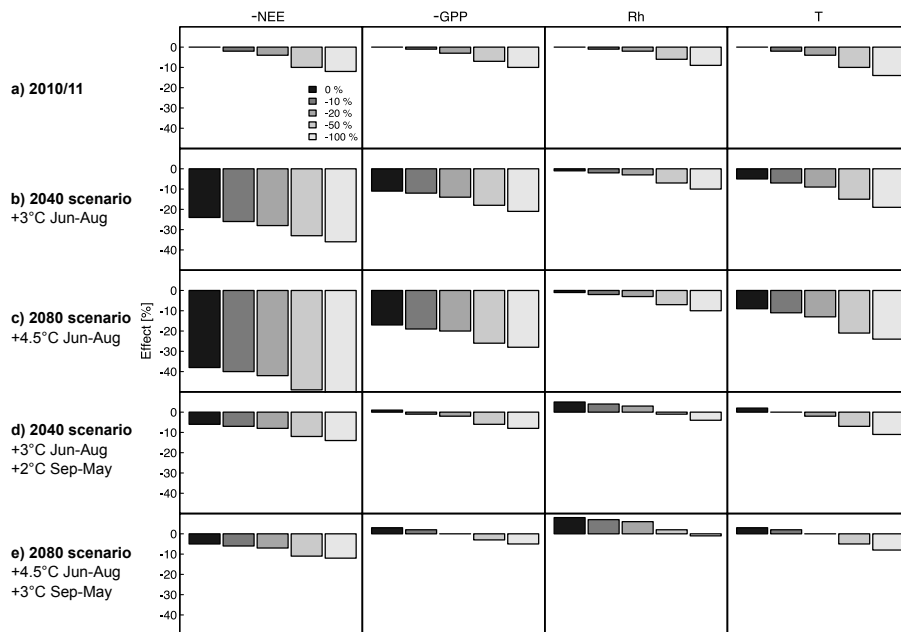 -NEE -GPP Rh T
a) 2010/11
0
-10
-20
-30
-40
0 %
-10 %
-20 %
-50 %
-100 %
b) 2040 scenario
+3°C Jun-Aug
0
-10
-20
-30
-40
c) 2080 scenario
+4.5°C Jun-Aug
Effect [%]
0
-10
-20
-30
-40
d) 2040 scenario
+3°C Jun-Aug
+2°C Sep-May
0
-10
-20
-30
-40
e) 2080 scenario
+4.5°C Jun-Aug
+3°C Sep-May
0
-10
-20
-30
-40